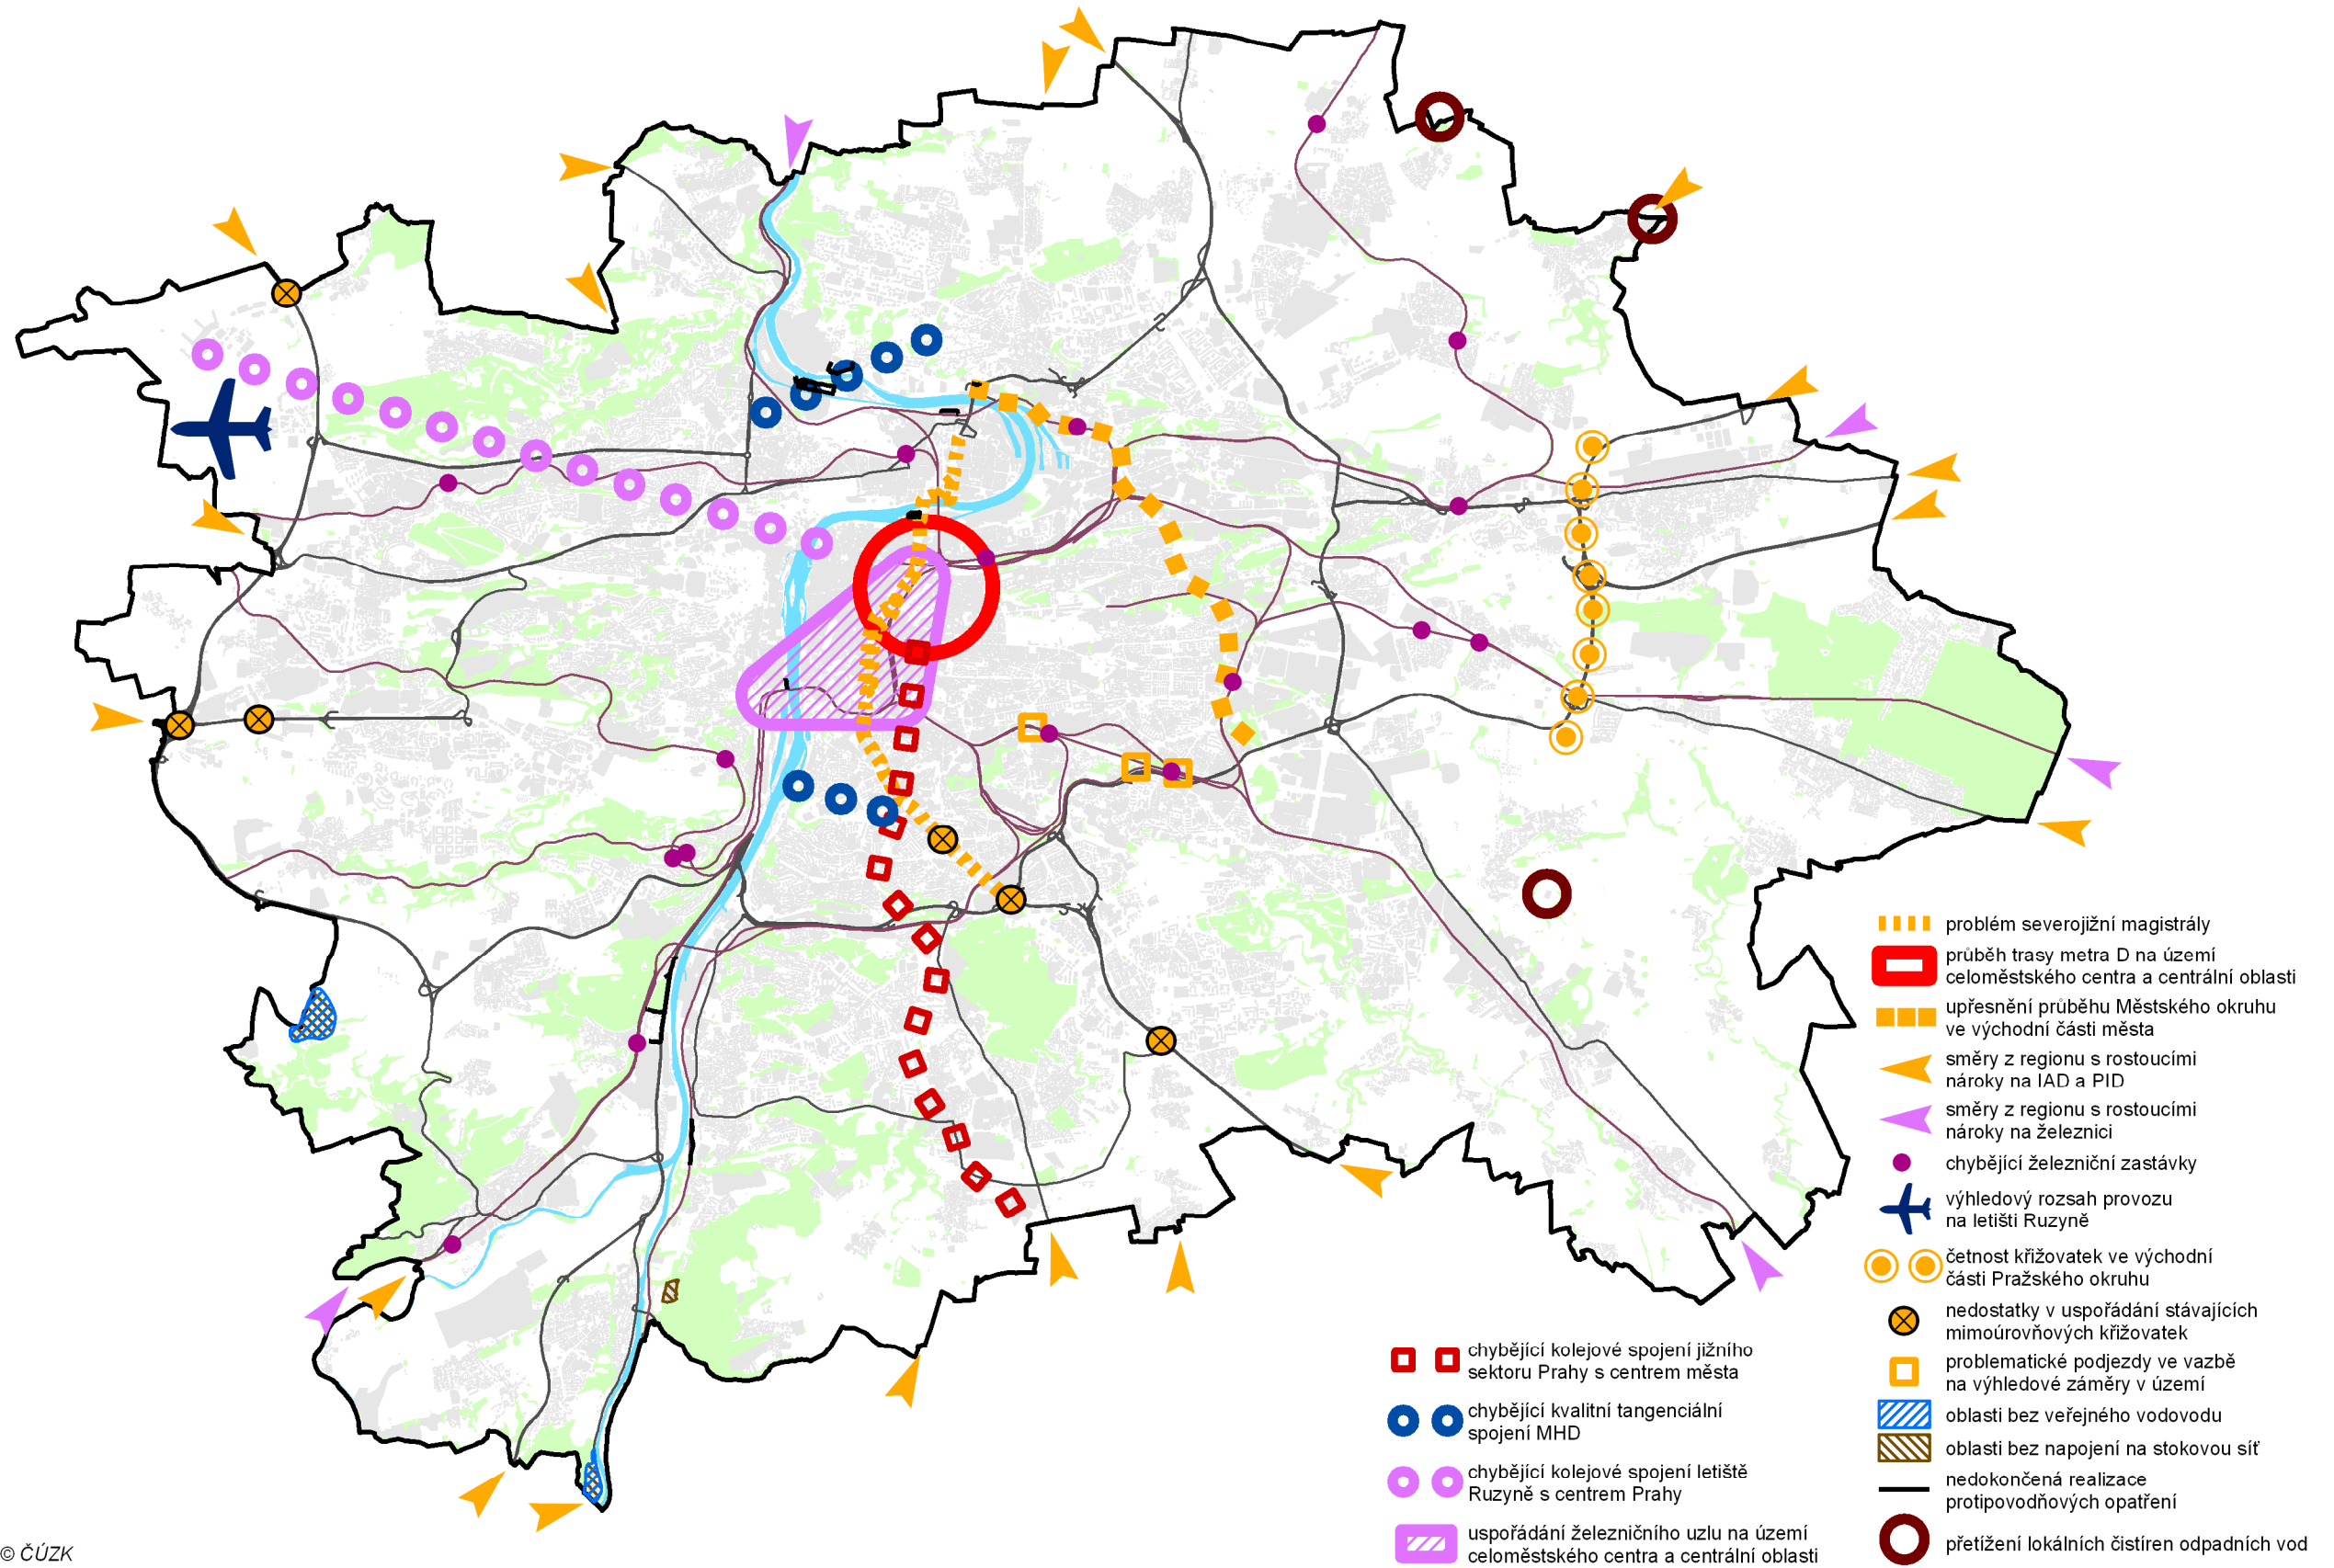 problém severojižní magistrály
průběh trasy metra D na území
celoměstského centra a centrální oblasti
upřesnění průběhu Městského okruhu
ve východní části města
směry z regionu s rostoucími
nároky na IAD a PID
směry z regionu s rostoucími
nároky na železnici
chybějící železniční zastávky
výhledový rozsah provozu
na letišti Ruzyně
četnost křižovatek ve východní
části Pražského okruhu
nedostatky v uspořádání stávajících
mimoúrovňových křižovatek
problematické podjezdy ve vazbě
na výhledové záměry v území
oblasti bez veřejného vodovodu
oblasti bez napojení na stokovou síť
nedokončená realizace
protipovodňových opatření
přetížení lokálních čistíren odpadních vod
chybějící kolejové spojení jižního
sektoru Prahy s centrem města
chybějící kvalitní tangenciální
spojení MHD
chybějící kolejové spojení letiště
Ruzyně s centrem Prahy
uspořádání železničního uzlu na území
celoměstského centra a centrální oblasti
© ČÚZK